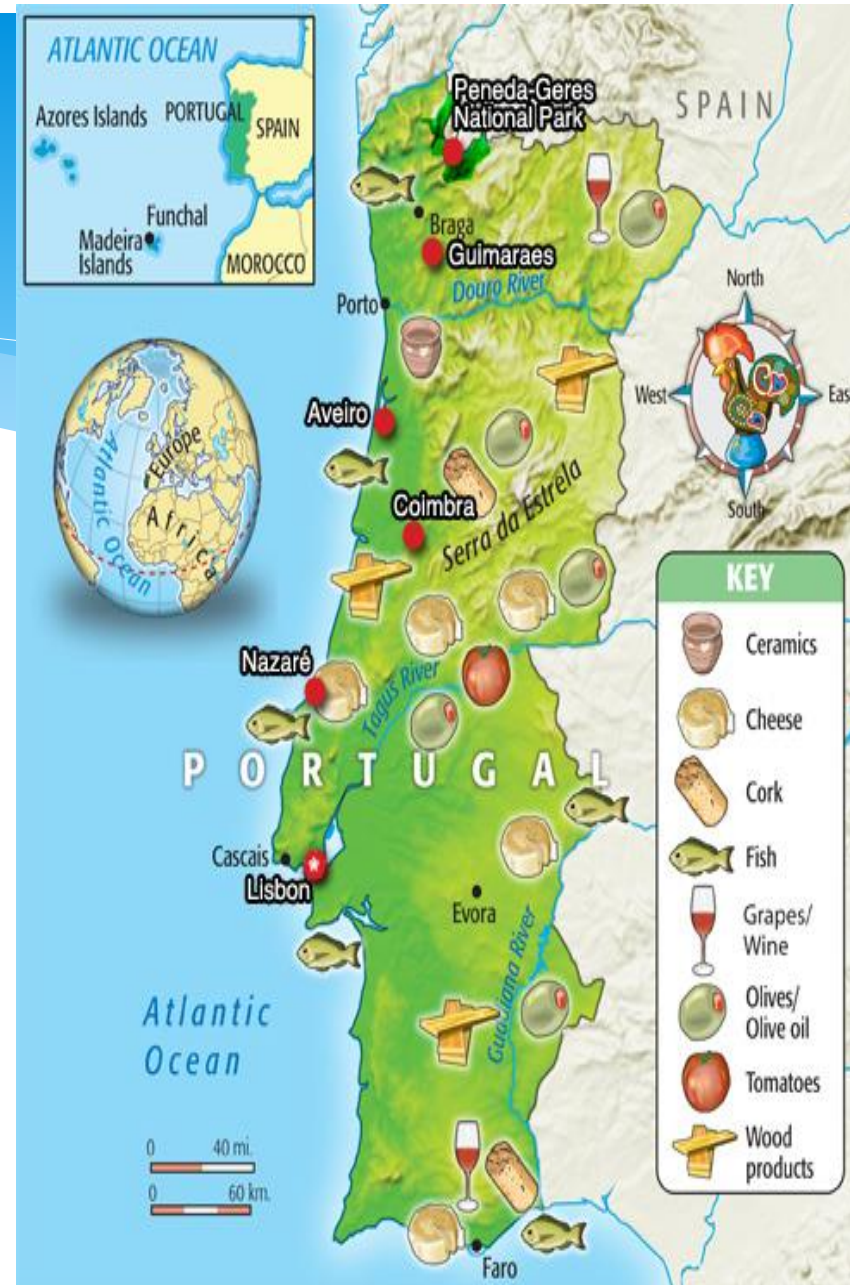 ATLANTIC OCEAN
Azores Islands
PORTUGAL
SPAIN
Funchal
Madeira
Islands
MOROCCO
Peneda-Geres
National Park
SPAIN
Braga
Guimaraes
Douro River
Porto
North
West
East
South
Aveiro
Atlantic Ocean
Europe
Africa
Coimbra
Serra da Estrela
Nazaré
Tagus River
PORTUGAL
Cascais
Lisbon
Evora
Guadiana River
Atlantic
Ocean
0 40 mi.
0 60 km.
Faro
KEY
Ceramics
Cheese
Cork
Fish
Grapes/
Wine
Olives/
Olive oil
Tomatoes
Wood
products